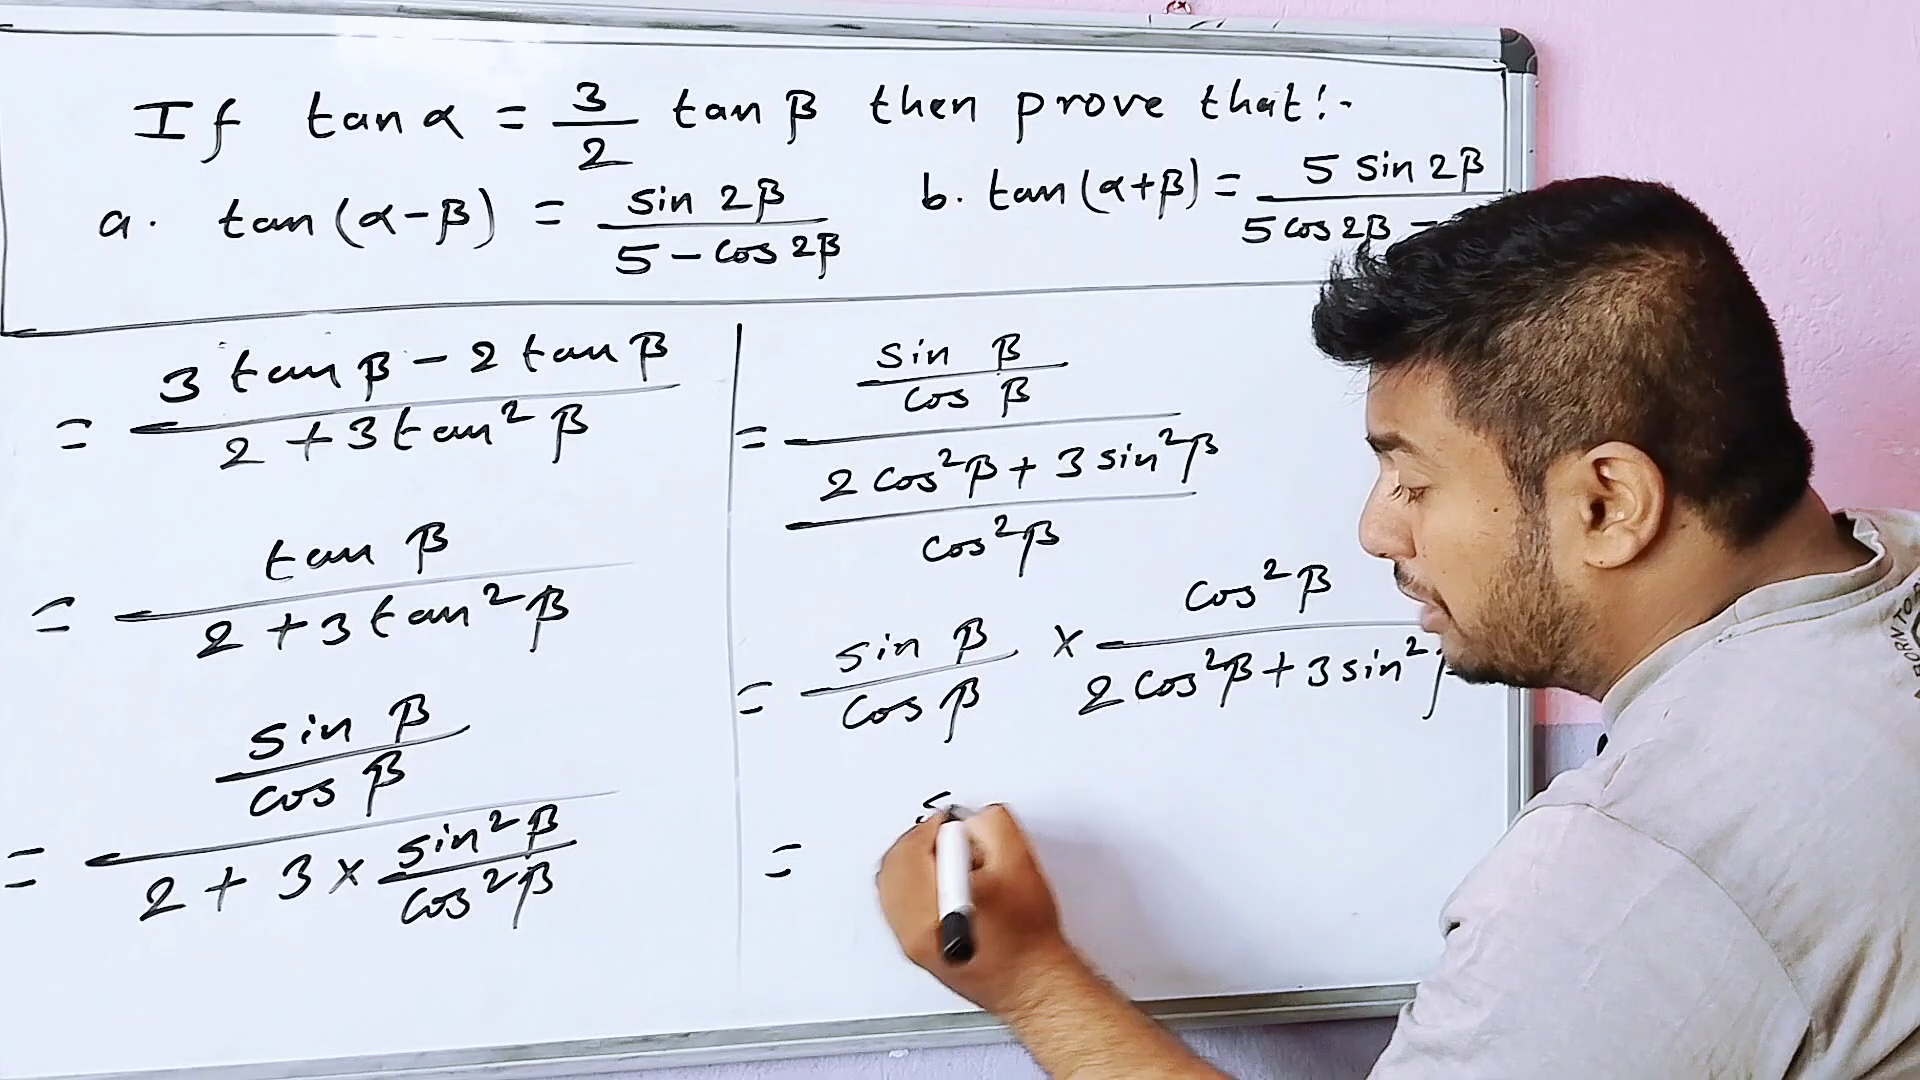 If tan α = 3/2 tan β then prove that:-
a. tan(α-β) = sin 2β / 5 - cos 2β
b. tan(α+β) = 5 sin 2β / 5 cos 2β -
= 3 tan β - 2 tan β / 2 + 3 tan² β
= tan β / 2 + 3 tan² β
= sin β / cos β / 2 + 3 × sin² β / cos² β
= sin β / cos β / 2 cos² β + 3 sin² β / cos² β
= sin β / cos β × cos² β / 2 cos² β + 3 sin² β
= s